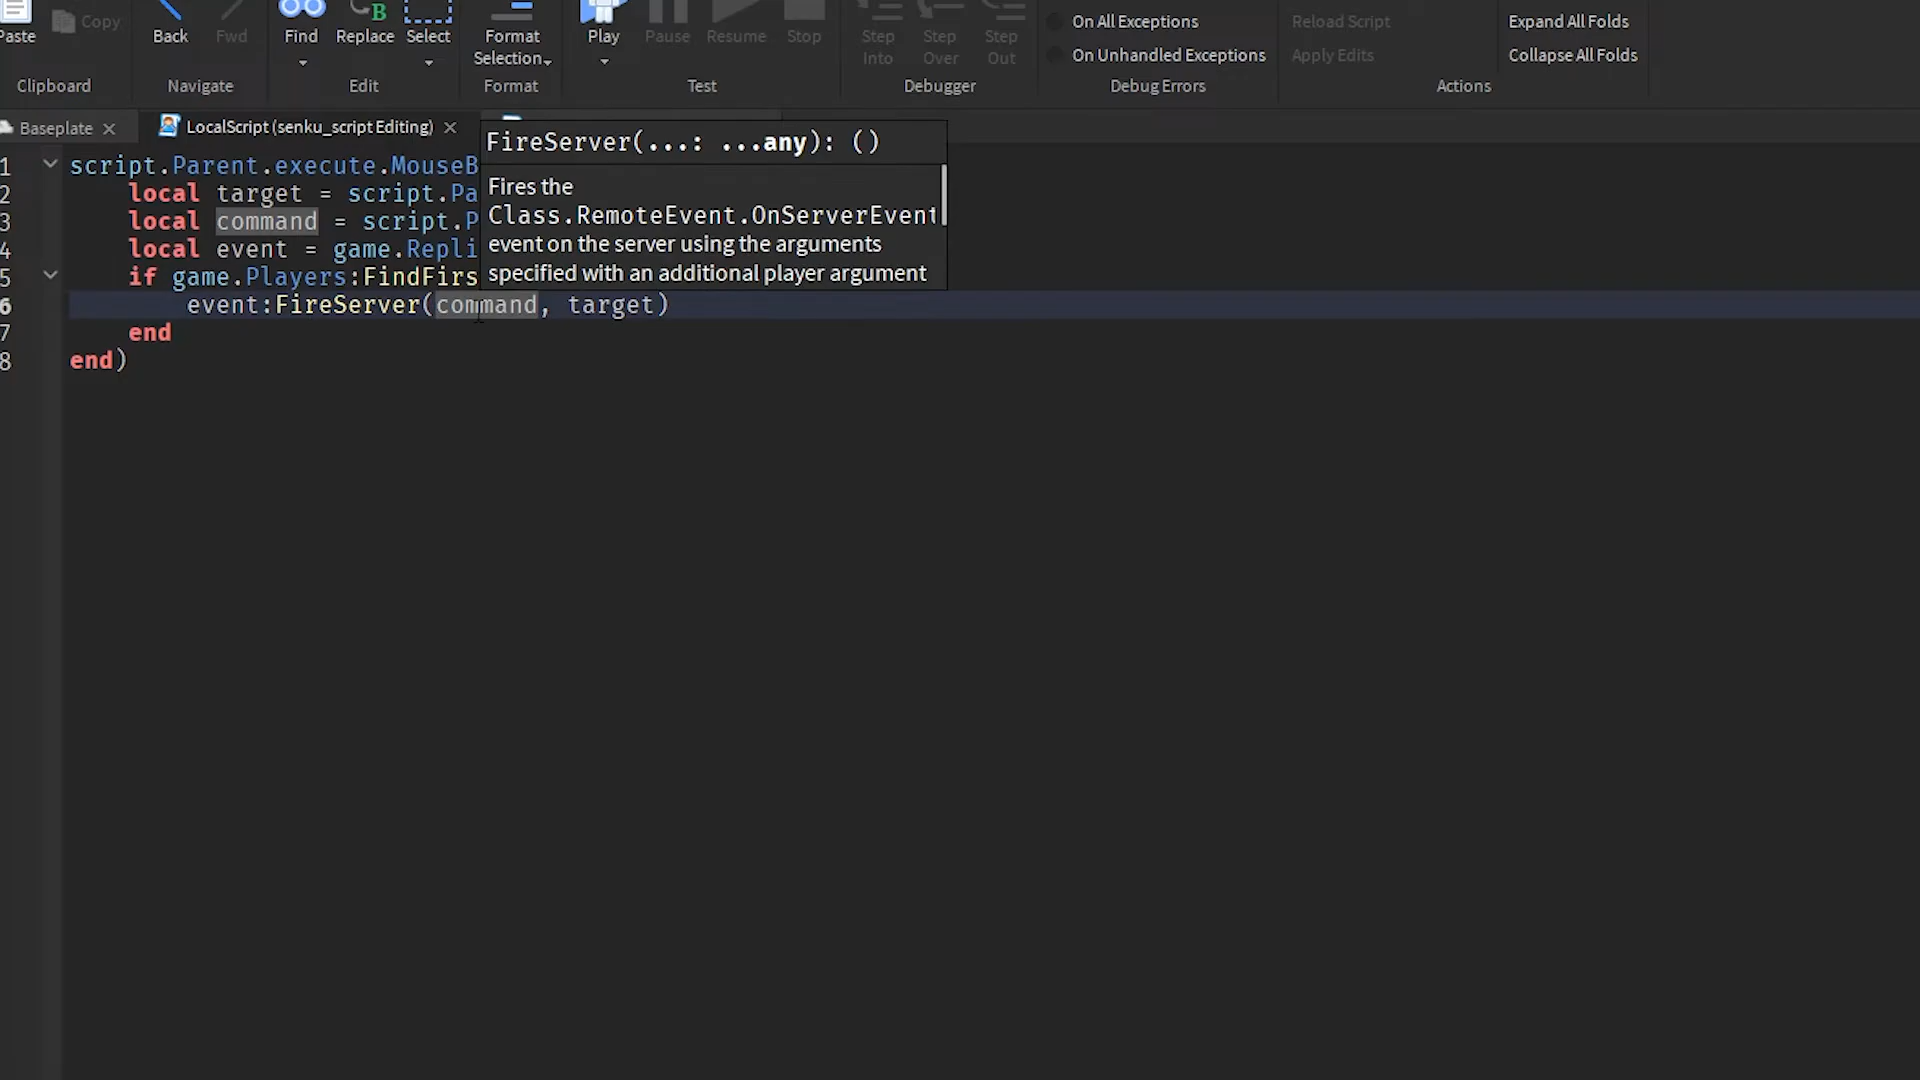 Paste Copy
Clipboard
Back Fwd
Navigate
Find Replace Select
Edit
Format Selection
Format
Play Pause Resume Stop
Test
Step Into Step Over Step Out
Debugger
On All Exceptions
On Unhandled Exceptions
Debug Errors
Reload Script
Apply Edits
Expand All Folds
Collapse All Folds
Actions
Baseplate × LocalScript (senku_script Editing) ×
1 script.Parent.execute.MouseB
2 local target = script.Pa
3 local command = script.P
4 local event = game.Repli
5 if game.Players:FindFirs
6 event:FireServer(command, target)
7 end
8 end)
FireServer(...: ...any): ()
Fires the
Class.RemoteEvent.OnServerEvent
event on the server using the arguments
specified with an additional player argument